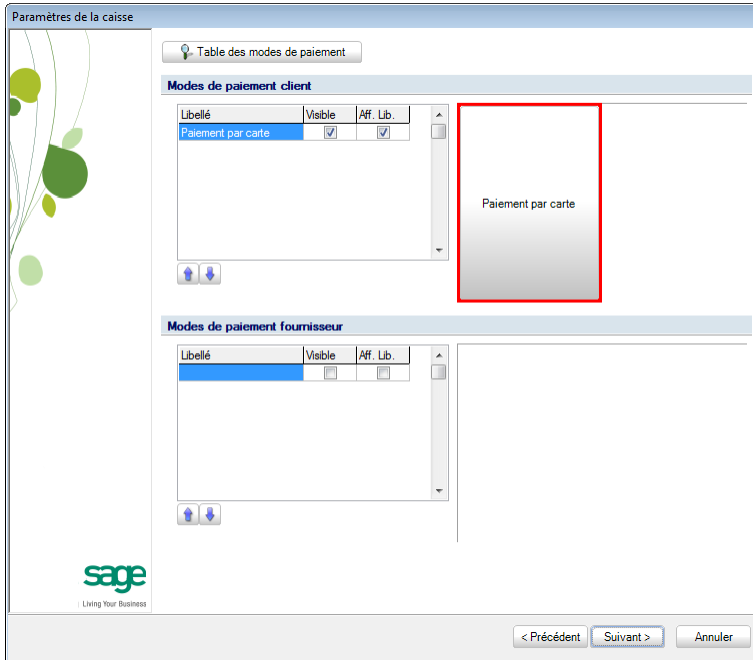 Paramètres de la caisse
Table des modes de paiement
Modes de paiement client
Libellé Visible Aff. Lib.
Paiement par carte
Paiement par carte
Modes de paiement fournisseur
Libellé Visible Aff. Lib.
sage
Living Your Business
< Précédent Suivant > Annuler